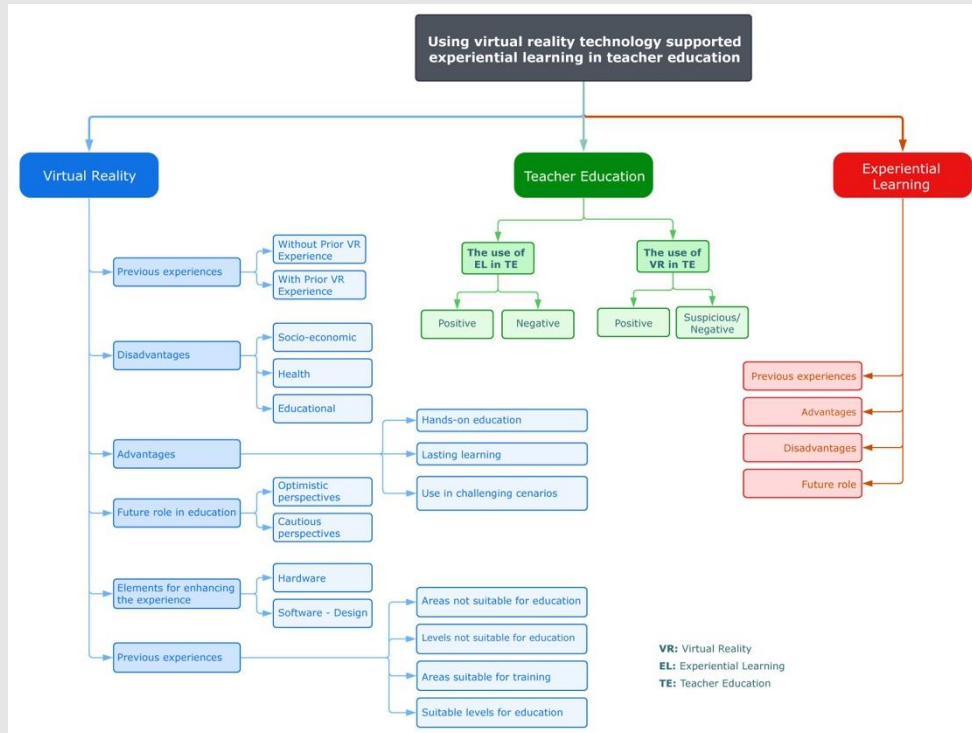 Using virtual reality technology supported
experiential learning in teacher education
Virtual Reality
Teacher Education
Experiential
Learning
Previous experiences
Without Prior VR
Experience
With Prior VR
Experience
Disadvantages
Socio-economic
Health
Educational
Advantages
Hands-on education
Lasting learning
Use in challenging cenarios
Future role in education
Optimistic
perspectives
Cautious
perspectives
Elements for enhancing
the experience
Hardware
Software - Design
Previous experiences
Areas not suitable for education
Levels not suitable for education
Areas suitable for training
Suitable levels for education
The use of
EL in TE
Positive
Negative
The use of
VR in TE
Positive
Suspicious/
Negative
Previous experiences
Advantages
Disadvantages
Future role
VR: Virtual Reality
EL: Experiential Learning
TE: Teacher Education